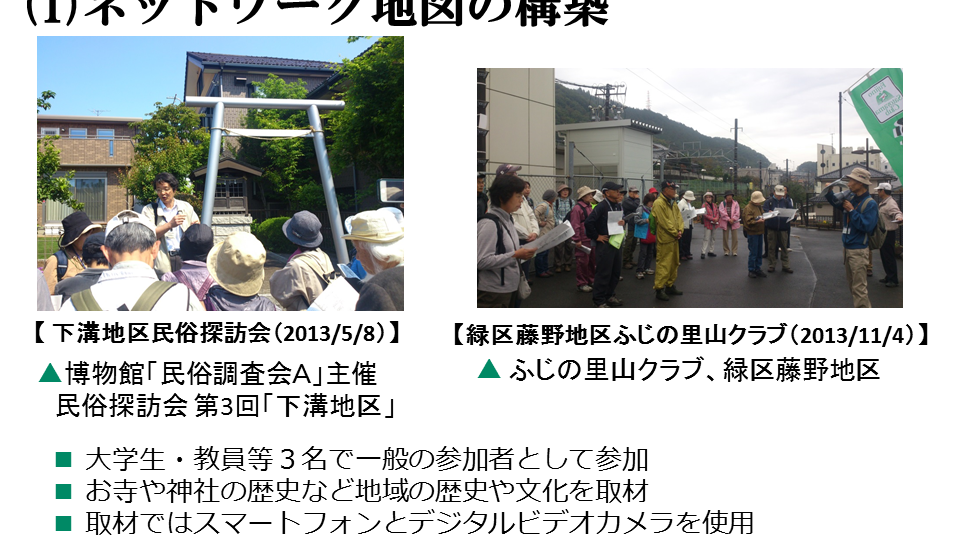 (1)ネットワーク地図の構築
【 下溝地区民俗探訪会(2013/5/8) 】
【緑区藤野地区ふじの里山クラブ(2013/11/4) 】
▲博物館「民俗調査会A」主催
民俗探訪会 第3回「下溝地区」
▲ ふじの里山クラブ、緑区藤野地区
■ 大学生・教員等３名で一般の参加者として参加
■ お寺や神社の歴史など地域の歴史や文化を取材
■ 取材ではスマートフォンとデジタルビデオカメラを使用